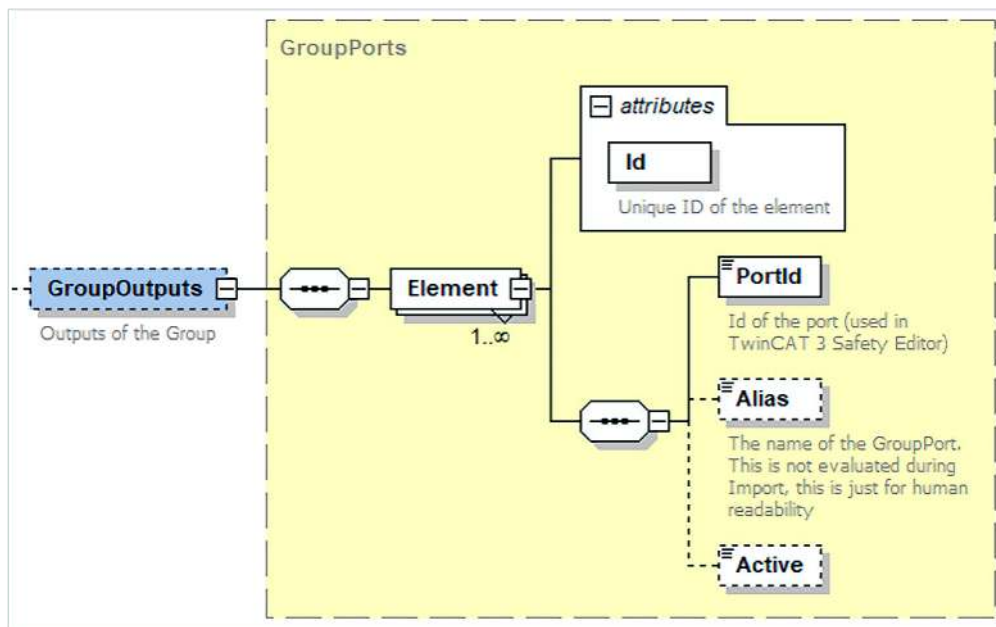 GroupPorts
attributes
Id
Unique ID of the element
GroupOutputs
Outputs of the Group
Element
1..∞
PortId
Id of the port (used in
TwinCAT 3 Safety Editor)
Alias
The name of the GroupPort.
This is not evaluated during
Import, this is just for human
readability
Active